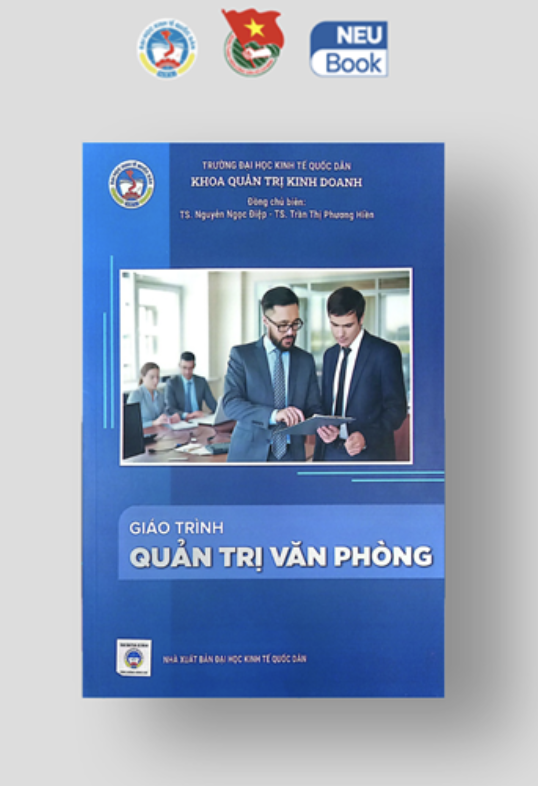 NEU
Book
TRƯỜNG ĐẠI HỌC KINH TẾ QUỐC DÂN
KHOA QUẢN TRỊ KINH DOANH
Đồng chủ biên:
TS. Nguyễn Ngọc Điệp - TS. Trần Thị Phương Hiền
GIÁO TRÌNH
QUẢN TRỊ VĂN PHÒNG
NHÀ XUẤT BẢN ĐẠI HỌC KINH TẾ QUỐC DÂN